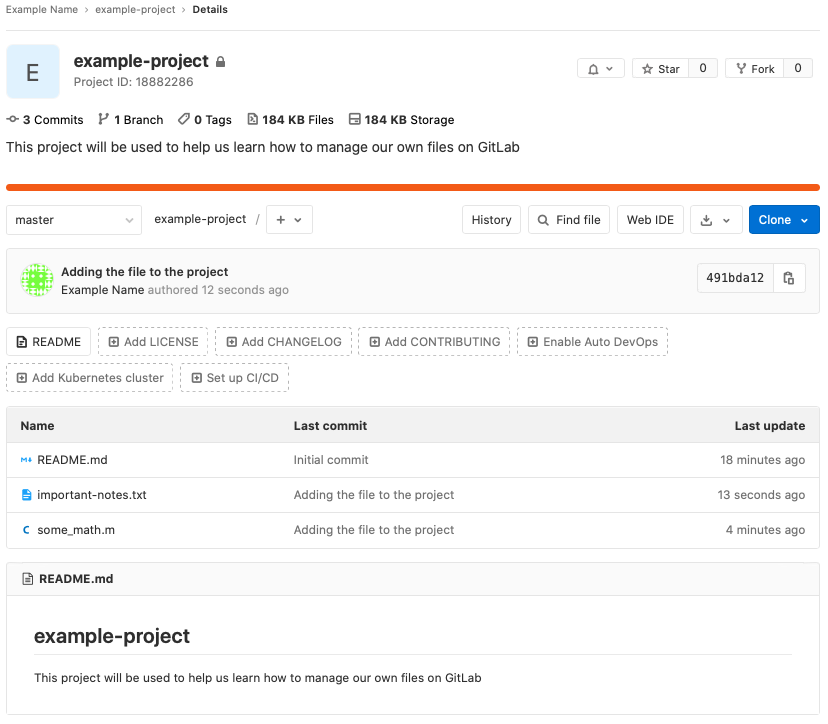 Example Name › example-project › Details
E
example-project
Project ID: 18882286
Star 0
Fork 0
3 Commits 1 Branch 0 Tags 184 KB Files 184 KB Storage
This project will be used to help us learn how to manage our own files on GitLab
master example-project / + History Find file Web IDE Clone
Adding the file to the project
Example Name authored 12 seconds ago
491bda12
README Add LICENSE Add CHANGELOG Add CONTRIBUTING Enable Auto DevOps
Add Kubernetes cluster Set up CI/CD
Name Last commit Last update
README.md Initial commit 18 minutes ago
important-notes.txt Adding the file to the project 13 seconds ago
C some_math.m Adding the file to the project 4 minutes ago
README.md
example-project
This project will be used to help us learn how to manage our own files on GitLab